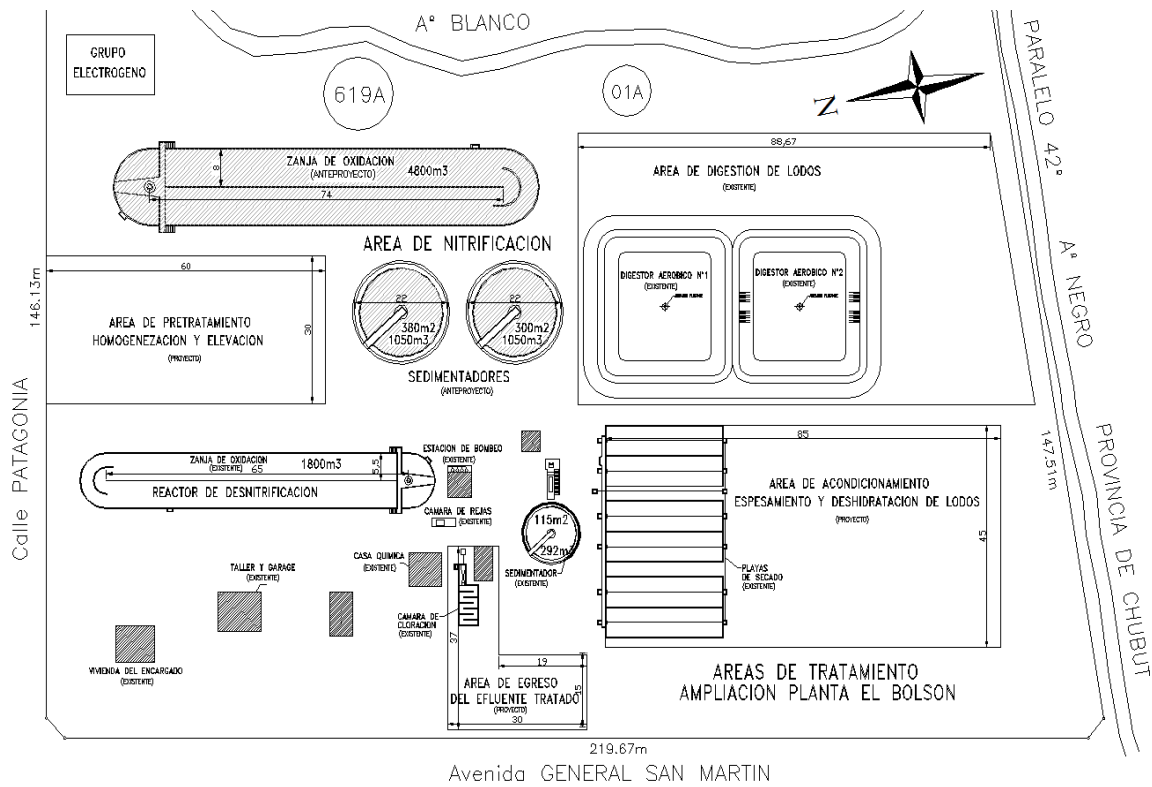 Aª BLANCO
GRUPO
ELECTROGENO
619A
01A
N
PARALELO 42°
Aª NEGRO
PROVINCIA DE CHUBUT
88,67
ZANJA DE OXIDACION
(ANTEPROYECTO)
4800m3
8
74
AREA DE DIGESTION DE LODOS
(EXISTENTE)
AREA DE NITRIFICACION
60
30
146.13m
AREA DE PRETRATAMIENTO
HOMOGENEZACION Y ELEVACION
(PROYECTO)
22
380m2
1050m3
22
300m2
1050m3
SEDIMENTADORES
(ANTEPROYECTO)
DIGESTOR AEROBICO Nº1
(EXISTENTE)
DIGESTOR AEROBICO Nº2
(EXISTENTE)
Calle PATAGONIA
ZANJA DE OXIDACION
(EXISTENTE)
65
1800m3
5,5
REACTOR DE DESNITRIFICACION
ESTACION DE BOMBEO
(EXISTENTE)
CAMARA DE REJAS
(EXISTENTE)
115m2
292m
SEDIMENTADOR
(EXISTENTE)
85
AREA DE ACONDICIONAMIENTO
ESPESAMIENTO Y DESHIDRATACION DE LODOS
(PROYECTO)
45
147.51m
PLAYAS
DE SECADO
(EXISTENTE)
CASA QUIMICA
(EXISTENTE)
TALLER Y GARAGE
(EXISTENTE)
CAMARA DE
CLORACION
(EXISTENTE)
37
VIVIENDA DEL ENCARGADO
(EXISTENTE)
19
15
AREA DE EGRESO
DEL EFLUENTE TRATADO
(PROYECTO)
30
AREAS DE TRATAMIENTO
AMPLIACION PLANTA EL BOLSON
219.67m
Avenida GENERAL SAN MARTIN